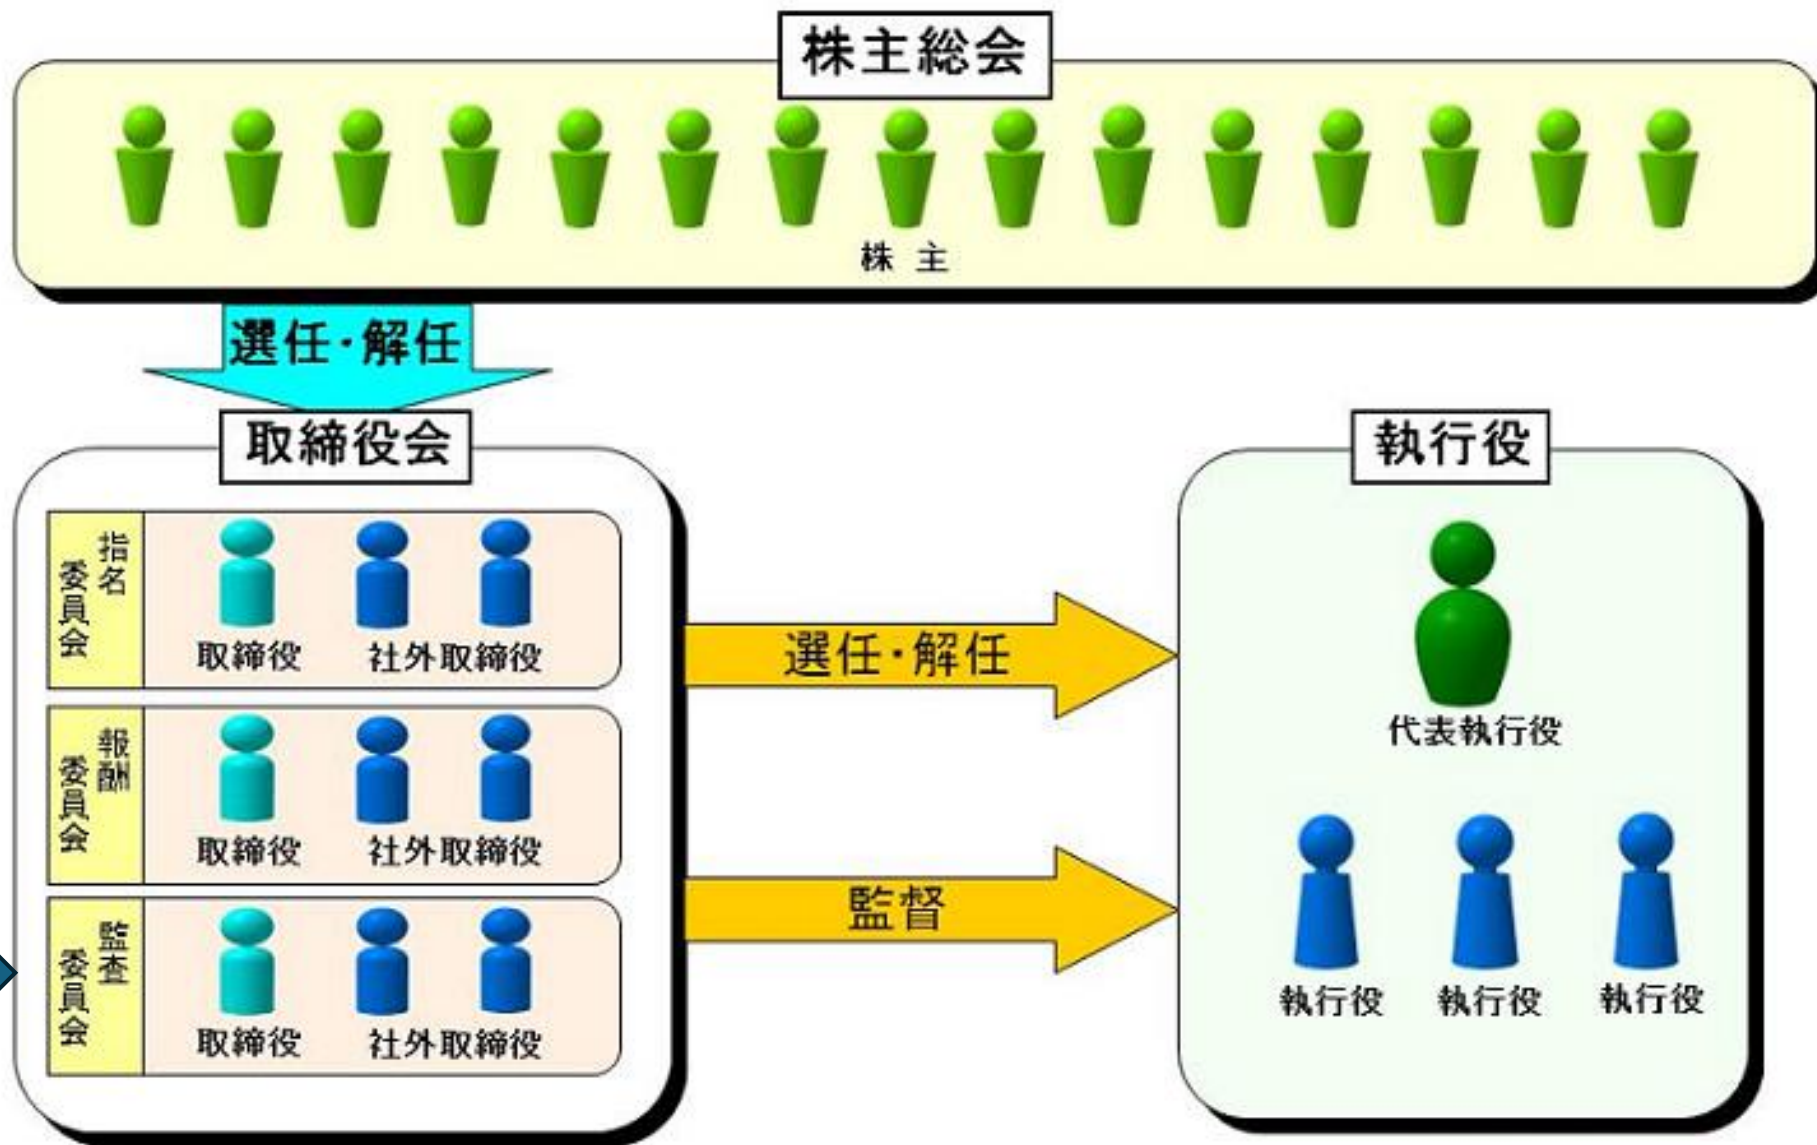 株主総会
株主
選任・解任
取締役会
指名
委員会
取締役
社外取締役
報酬
委員会
取締役
社外取締役
監査
委員会
取締役
社外取締役
選任・解任
監督
執行役
代表執行役
執行役
執行役
執行役